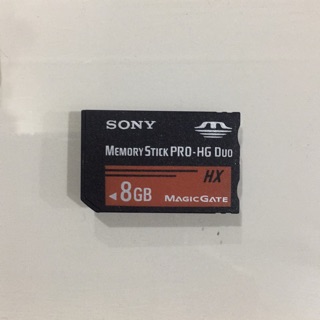 SONY
MEMORY STICK PRO-HG DUO
HX
8GB
MAGICGATE